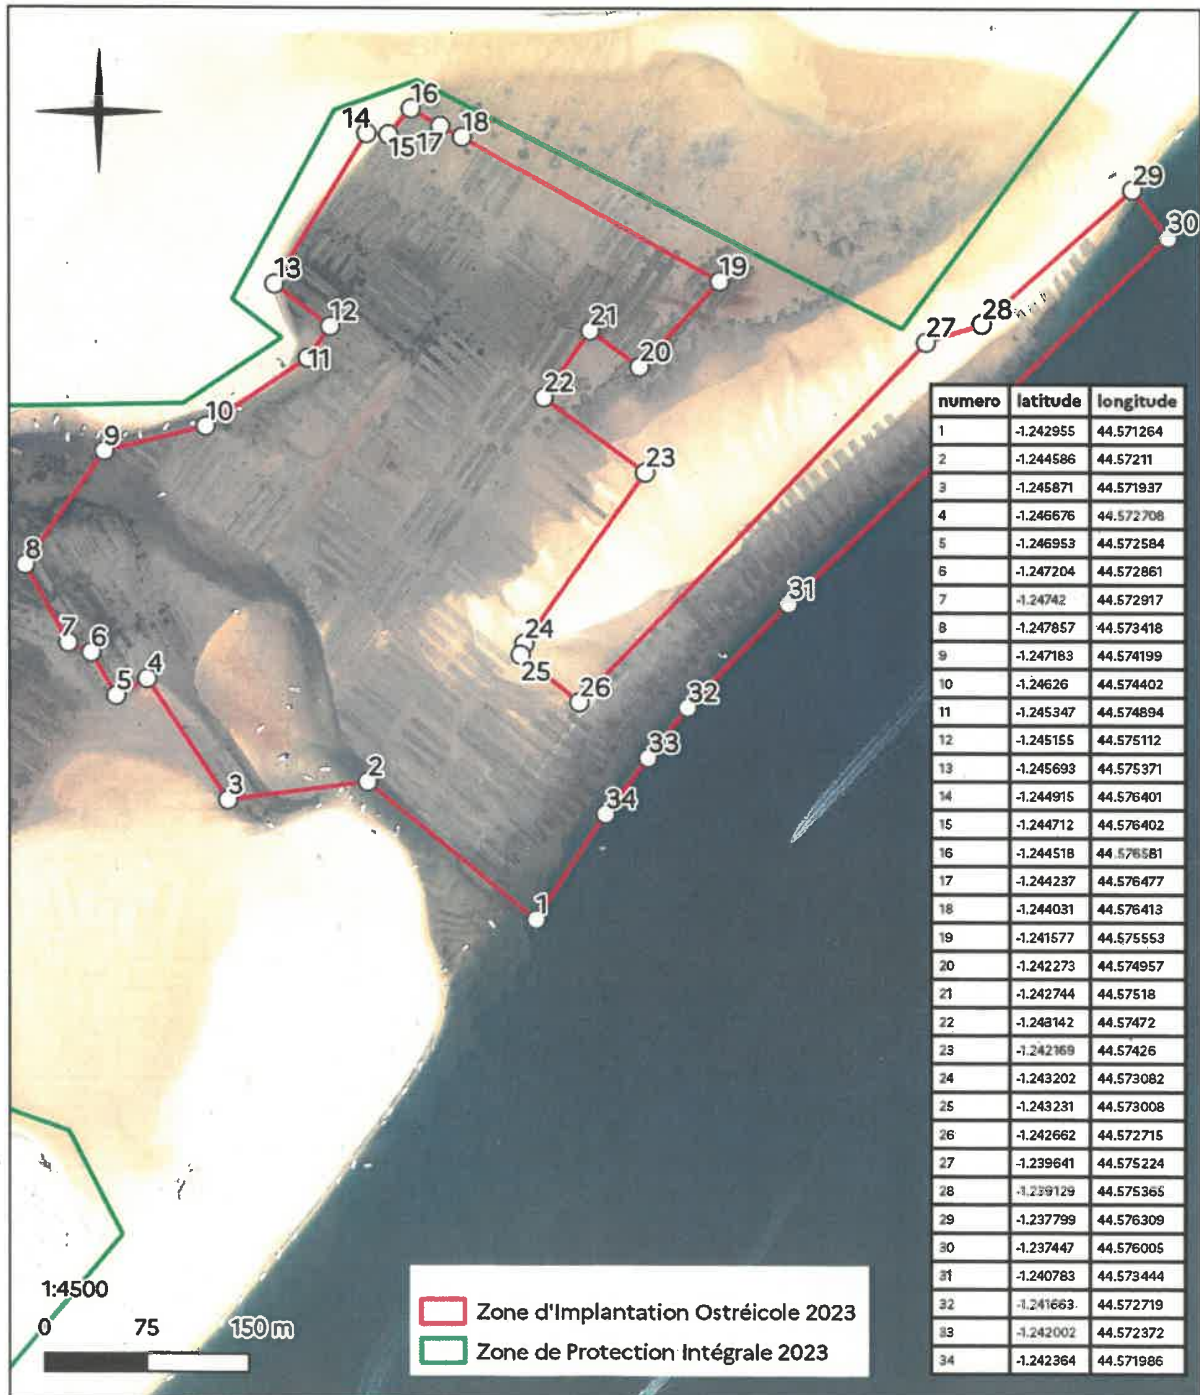 16
14
15
17
18
29
30
13
19
12
21
28
27
11
20
22
10
9
23
8
31
24
7
6
25
4
5
26
32
33
2
3
34
1
numero latitude longitude
1 -1.242955 44.571264
2 -1.244586 44.57211
3 -1.245871 44.571937
4 -1.246676 44.572708
5 -1.246953 44.572584
6 -1.247204 44.572861
7 -1.24742 44.572917
8 -1.247857 44.573418
9 -1.247183 44.574199
10 -1.24626 44.574402
11 -1.245347 44.574894
12 -1.245155 44.575112
13 -1.245693 44.575371
14 -1.244915 44.576401
15 -1.244712 44.576402
16 -1.244518 44.576581
17 -1.244237 44.576477
18 -1.244031 44.576413
19 -1.241577 44.575553
20 -1.242273 44.574957
21 -1.242744 44.57518
22 -1.243142 44.57472
23 -1.242169 44.57426
24 -1.243202 44.573082
25 -1.243231 44.573008
26 -1.242662 44.572715
27 -1.239641 44.575224
28 -1.239129 44.575365
29 -1.237799 44.576309
30 -1.237447 44.576005
31 -1.240783 44.573444
32 -1.241663 44.572719
33 -1.242002 44.572372
34 -1.242364 44.571986
1:4500
0 75 150 m
Zone d'Implantation Ostréicole 2023
Zone de Protection Intégrale 2023